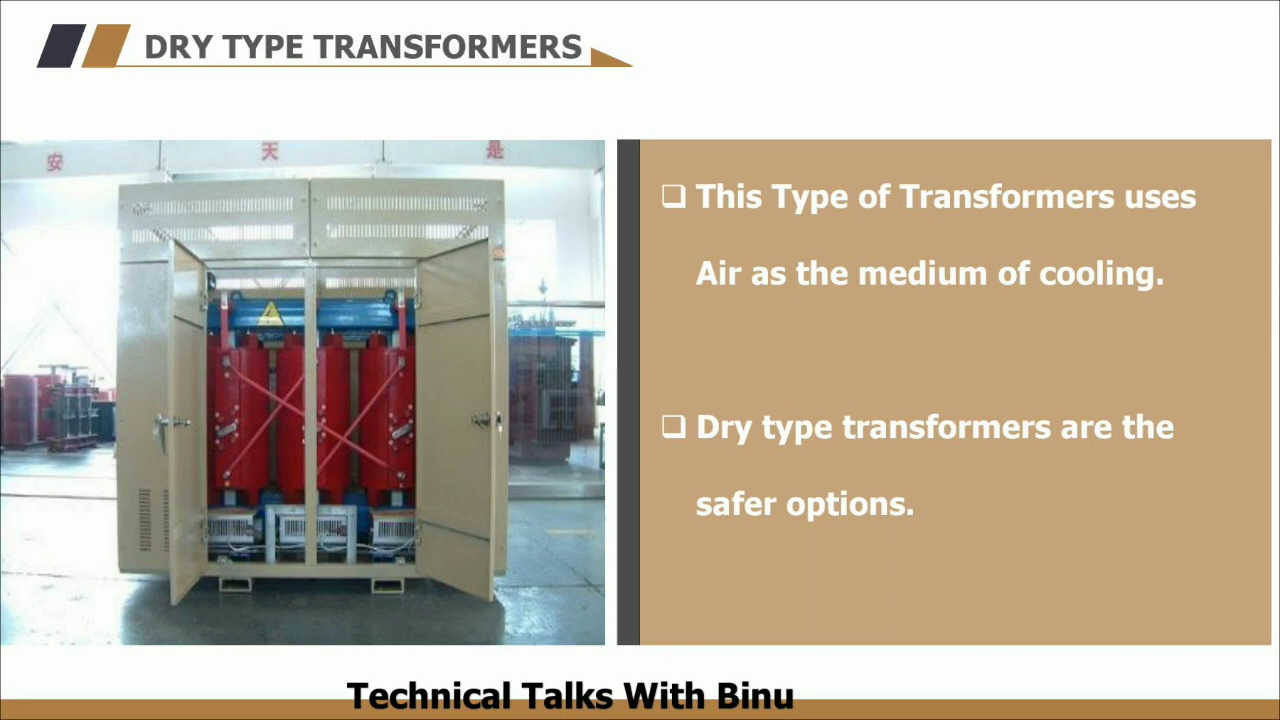 DRY TYPE TRANSFORMERS
安 天 是
❑ This Type of Transformers uses
Air as the medium of cooling.
❑ Dry type transformers are the
safer options.
Technical Talks With Binu